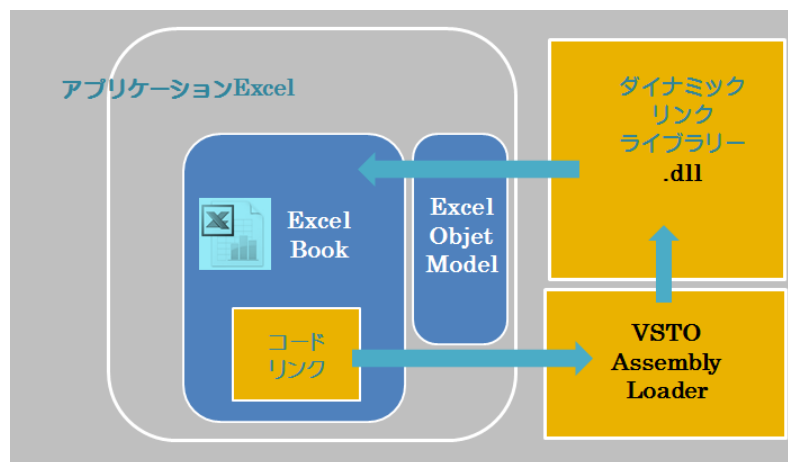 アプリケーションExcel
Excel
Book
コード
リンク
Excel
Objet
Model
ダイナミック
リンク
ライブラリー
.dll
VSTO
Assembly
Loader